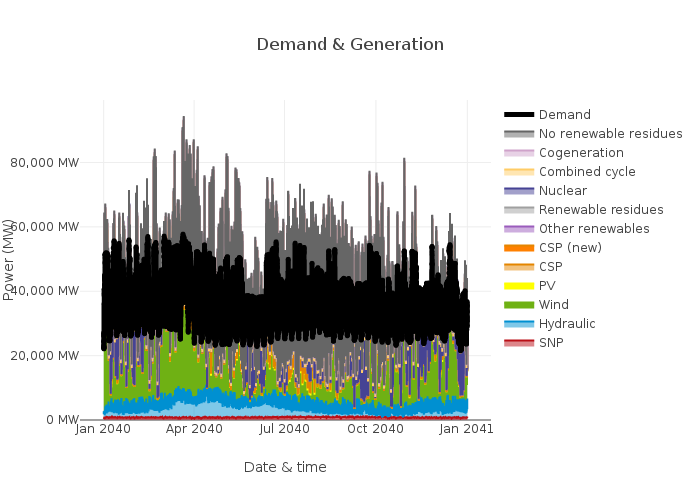 Demand & Generation
Power (MW)
80,000 MW
60,000 MW
40,000 MW
20,000 MW
0 MW
Jan 2040
Apr 2040
Jul 2040
Oct 2040
Jan 2041
Date & time
Demand
No renewable residues
Cogeneration
Combined cycle
Nuclear
Renewable residues
Other renewables
CSP (new)
CSP
PV
Wind
Hydraulic
SNP